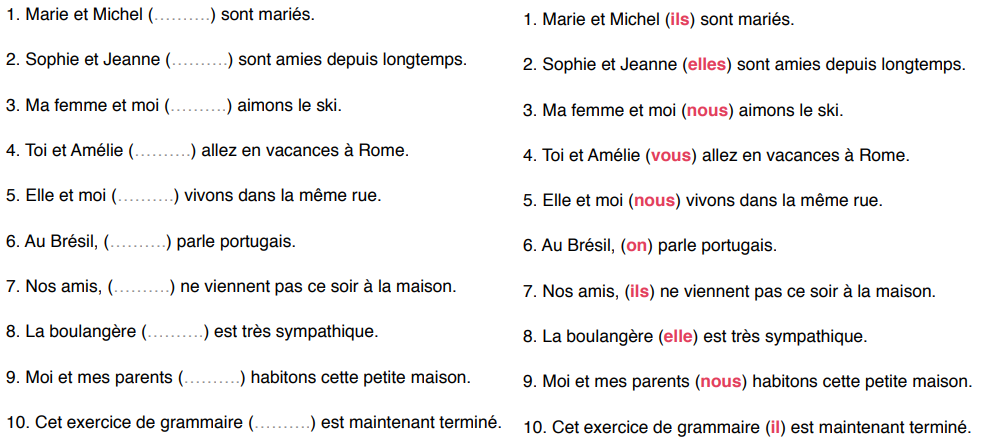 1. Marie et Michel (..........) sont mariés.
2. Sophie et Jeanne (..........) sont amies depuis longtemps.
3. Ma femme et moi (..........) aimons le ski.
4. Toi et Amélie (..........) allez en vacances à Rome.
5. Elle et moi (..........) vivons dans la même rue.
6. Au Brésil, (..........) parle portugais.
7. Nos amis, (..........) ne viennent pas ce soir à la maison.
8. La boulangère (..........) est très sympathique.
9. Moi et mes parents (..........) habitons cette petite maison.
10. Cet exercice de grammaire (..........) est maintenant terminé.
1. Marie et Michel (ils) sont mariés.
2. Sophie et Jeanne (elles) sont amies depuis longtemps.
3. Ma femme et moi (nous) aimons le ski.
4. Toi et Amélie (vous) allez en vacances à Rome.
5. Elle et moi (nous) vivons dans la même rue.
6. Au Brésil, (on) parle portugais.
7. Nos amis, (ils) ne viennent pas ce soir à la maison.
8. La boulangère (elle) est très sympathique.
9. Moi et mes parents (nous) habitons cette petite maison.
10. Cet exercice de grammaire (il) est maintenant terminé.